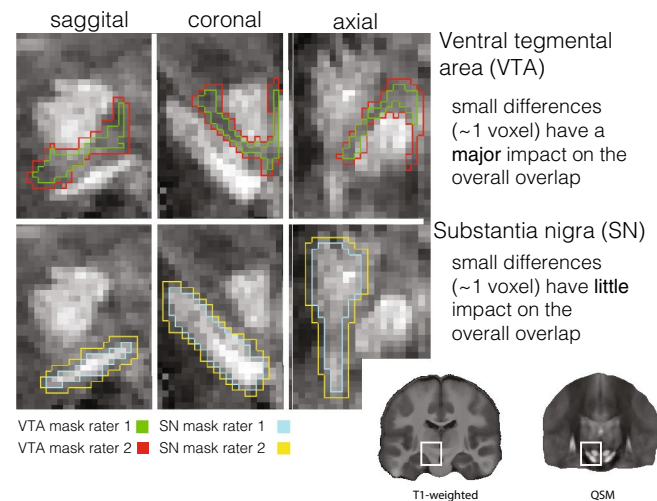 saggital coronal axial
Ventral tegmental
area (VTA)
small differences
(~1 voxel) have a
major impact on the
overall overlap
Substantia nigra (SN)
small differences
(~1 voxel) have little
impact on the
overall overlap
VTA mask rater 1 SN mask rater 1
VTA mask rater 2 SN mask rater 2
T1-weighted QSM